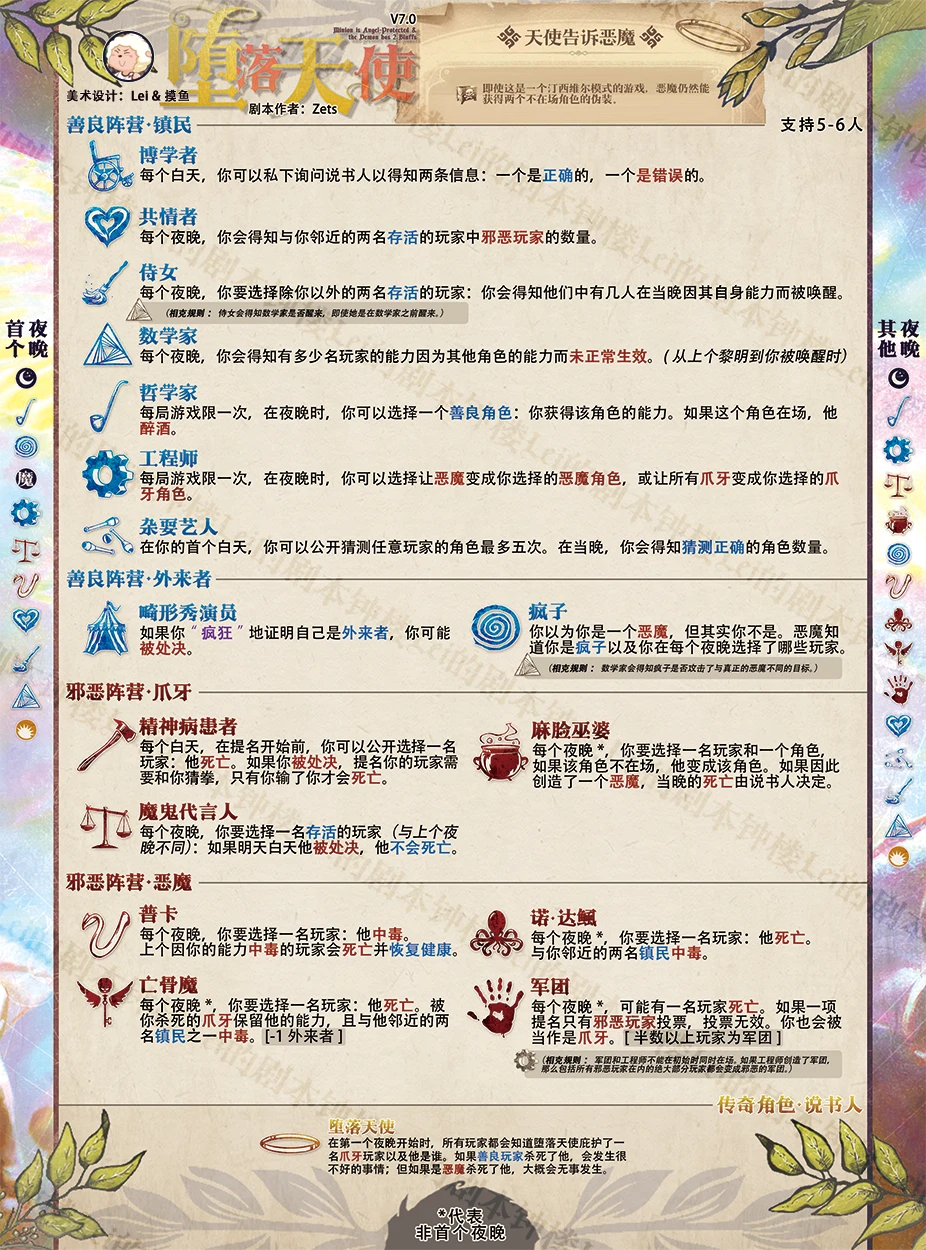 V7.0
Minion is Angel-Protected &
the Demon has 2 Bluffs
堕落天使
美术设计：Lei & 摸鱼
剧本作者：Zets
天使告诉恶魔
即使这是一个汀西维尔模式的游戏，恶魔仍然能
获得两个不在场角色的伪装。
善良阵营·镇民
支持5-6人
博学者
每个白天，你可以私下询问说书人以得知两条信息：一个是正确的，一个是错误的。
共情者
每个夜晚，你会得知与你邻近的两名存活的玩家中邪恶玩家的数量。
侍女
每个夜晚，你要选择除你以外的两名存活的玩家：你会得知他们中有几人在当晚因其自身能力而被唤醒。
（相克规则：侍女会得知数学家是否醒来，即使她是在数学家之前醒来。）
数学家
每个夜晚，你会得知有多少名玩家的能力因为其他角色的能力而未正常生效。（从上个黎明到你被唤醒时）
哲学家
每局游戏限一次，在夜晚时，你可以选择一个善良角色：你获得该角色的能力。如果这个角色在场，他
醉酒。
工程师
每局游戏限一次，在夜晚时，你可以选择让恶魔变成你选择的恶魔角色，或让所有爪牙变成你选择的爪
牙角色。
杂耍艺人
在你的首个白天，你可以公开猜测任意玩家的角色最多五次。在当晚，你会得知猜测正确的角色数量。
善良阵营·外来者
畸形秀演员
如果你“疯狂”地证明自己是外来者，你可能
被处决。
疯子
你以为你是一个恶魔，但其实你不是。恶魔知
道你是疯子以及你在每个夜晚选择了哪些玩家。
（相克规则：数学家会得知疯子是否攻击了与真正的恶魔不同的目标。）
邪恶阵营·爪牙
精神病患者
每个白天，在提名开始前，你可以公开选择一名
玩家：他死亡。如果你被处决，提名你的玩家需
要和你猜拳，只有你输了你才会死亡。
麻脸巫婆
每个夜晚*，你要选择一名玩家和一个角色，
如果该角色不在场，他变成该角色。如果因此
创造了一个恶魔，当晚的死亡由说书人决定。
魔鬼代言人
每个夜晚，你要选择一名存活的玩家（与上个夜
晚不同）：如果明天白天他被处决，他不会死亡。
邪恶阵营·恶魔
普卡
每个夜晚，你要选择一名玩家：他中毒。
上个因你的能力中毒的玩家会死亡并恢复健康。
诺·达鲺
每个夜晚*，你要选择一名玩家：他死亡。
与你邻近的两名镇民中毒。
亡骨魔
每个夜晚*，你要选择一名玩家：他死亡。被
你杀死的爪牙保留他的能力，且与他邻近的两
名镇民之一中毒。[-1 外来者]
军团
每个夜晚*，可能有一名玩家死亡。如果一项
提名只有邪恶玩家投票，投票无效。你也会被
当作是爪牙。[半数以上玩家为军团]
（相克规则：军团和工程师不能在初始时同时在场。如果工程师创造了军团，
那么包括所有邪恶玩家在内的绝大部分玩家都会变成邪恶的军团。）
传奇角色·说书人
堕落天使
在第一个夜晚开始时，所有玩家都会知道堕落天使庇护了一
名爪牙玩家以及他是谁。如果善良玩家杀死了他，会发生很
不好的事情；但如果是恶魔杀死了他，大概会无事发生。
*代表
非首个夜晚
首个夜晚
魔
其他夜晚